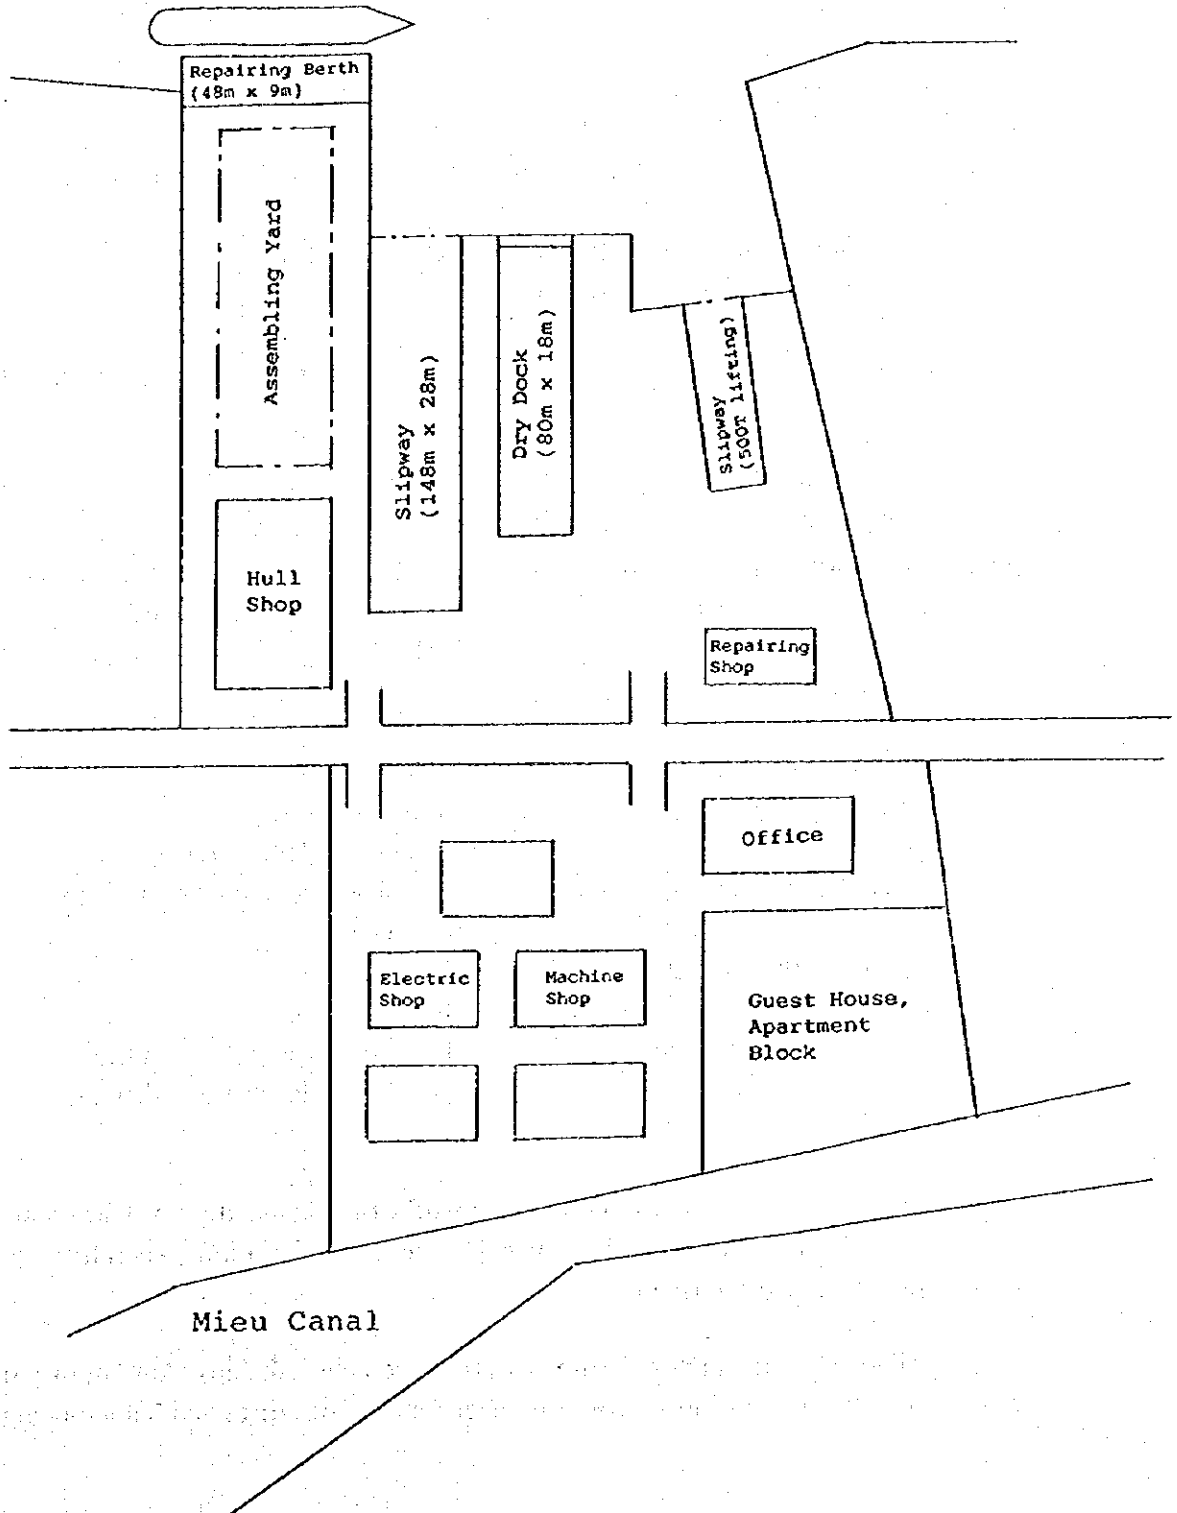 Repairing Berth
(48m x 9m)
Assembling Yard
Slipway
(148m x 28m)
Dry Dock
(80m x 18m)
Slipway
(500T lifting)
Hull
Shop
Repairing
Shop
Office
Electric
Shop
Machine
Shop
Guest House,
Apartment
Block
Mieu Canal